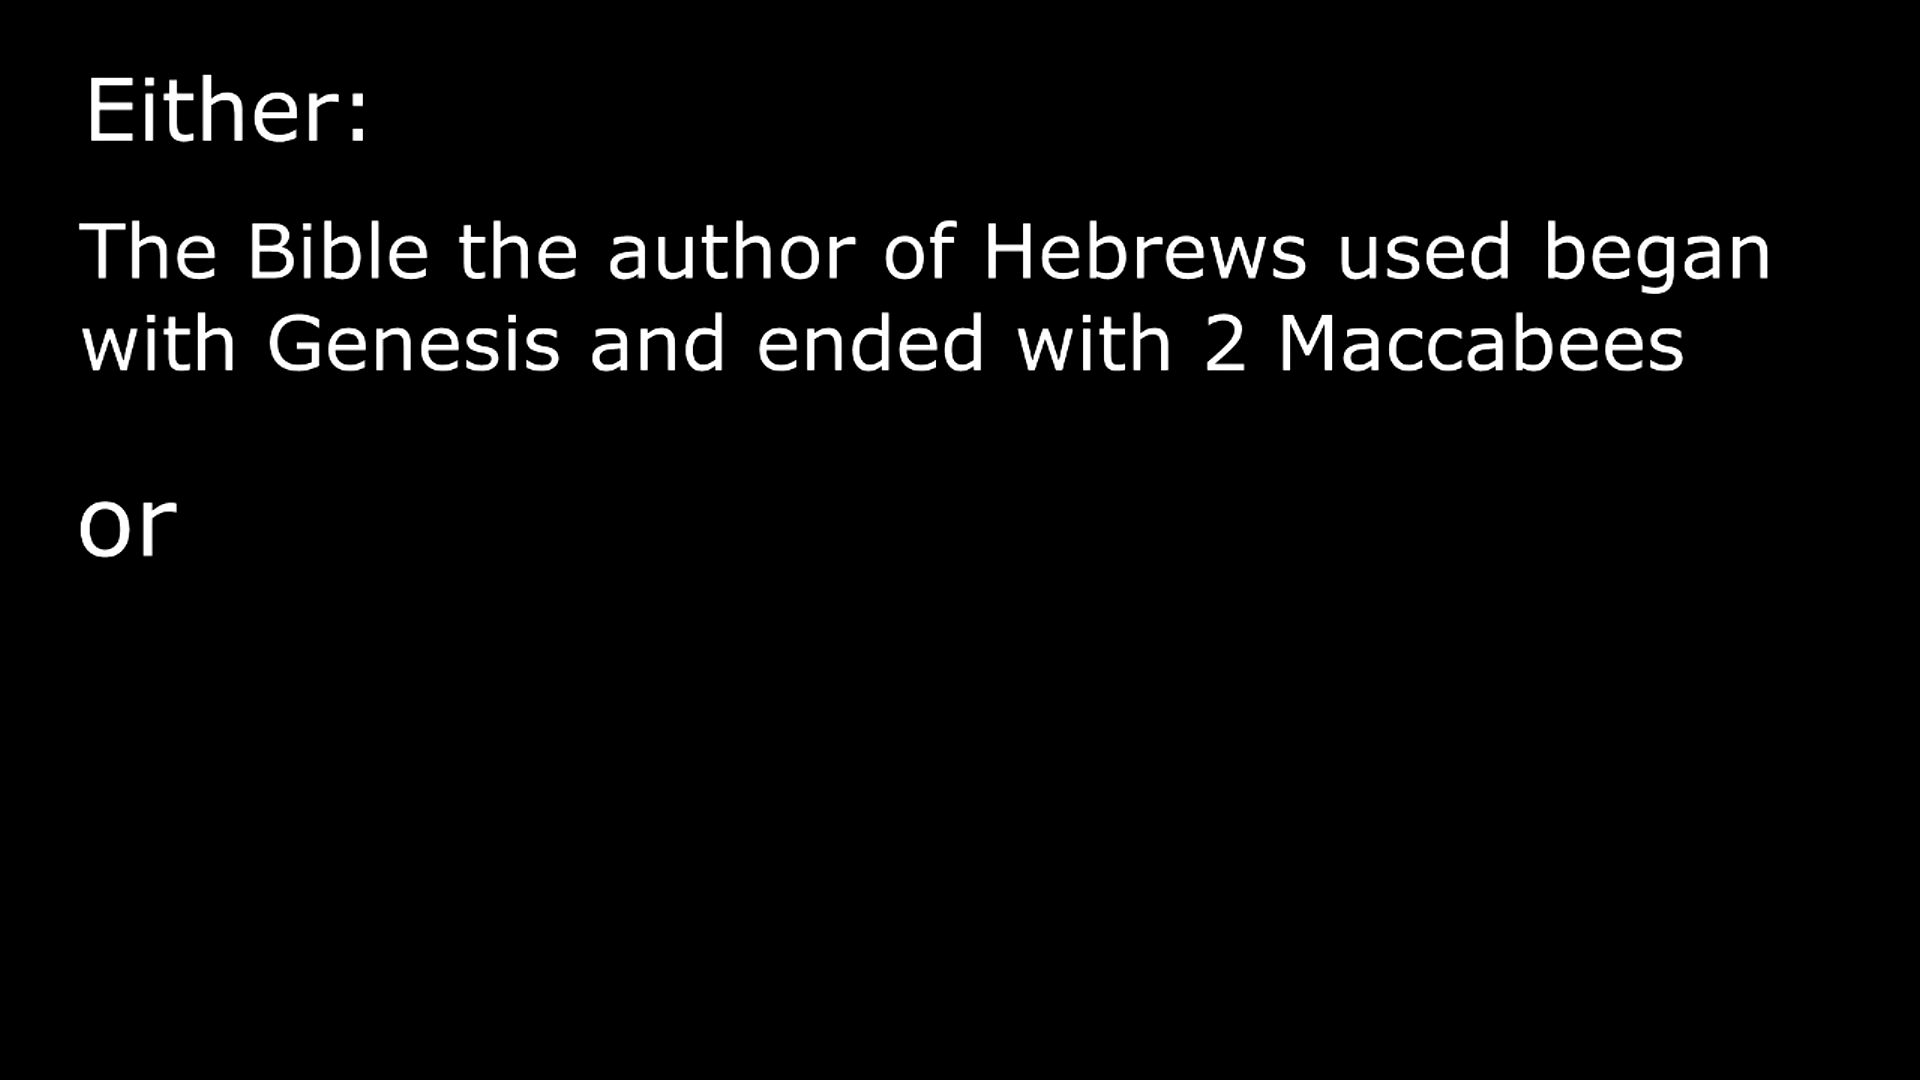 Either:
The Bible the author of Hebrews used began
with Genesis and ended with 2 Maccabees
or